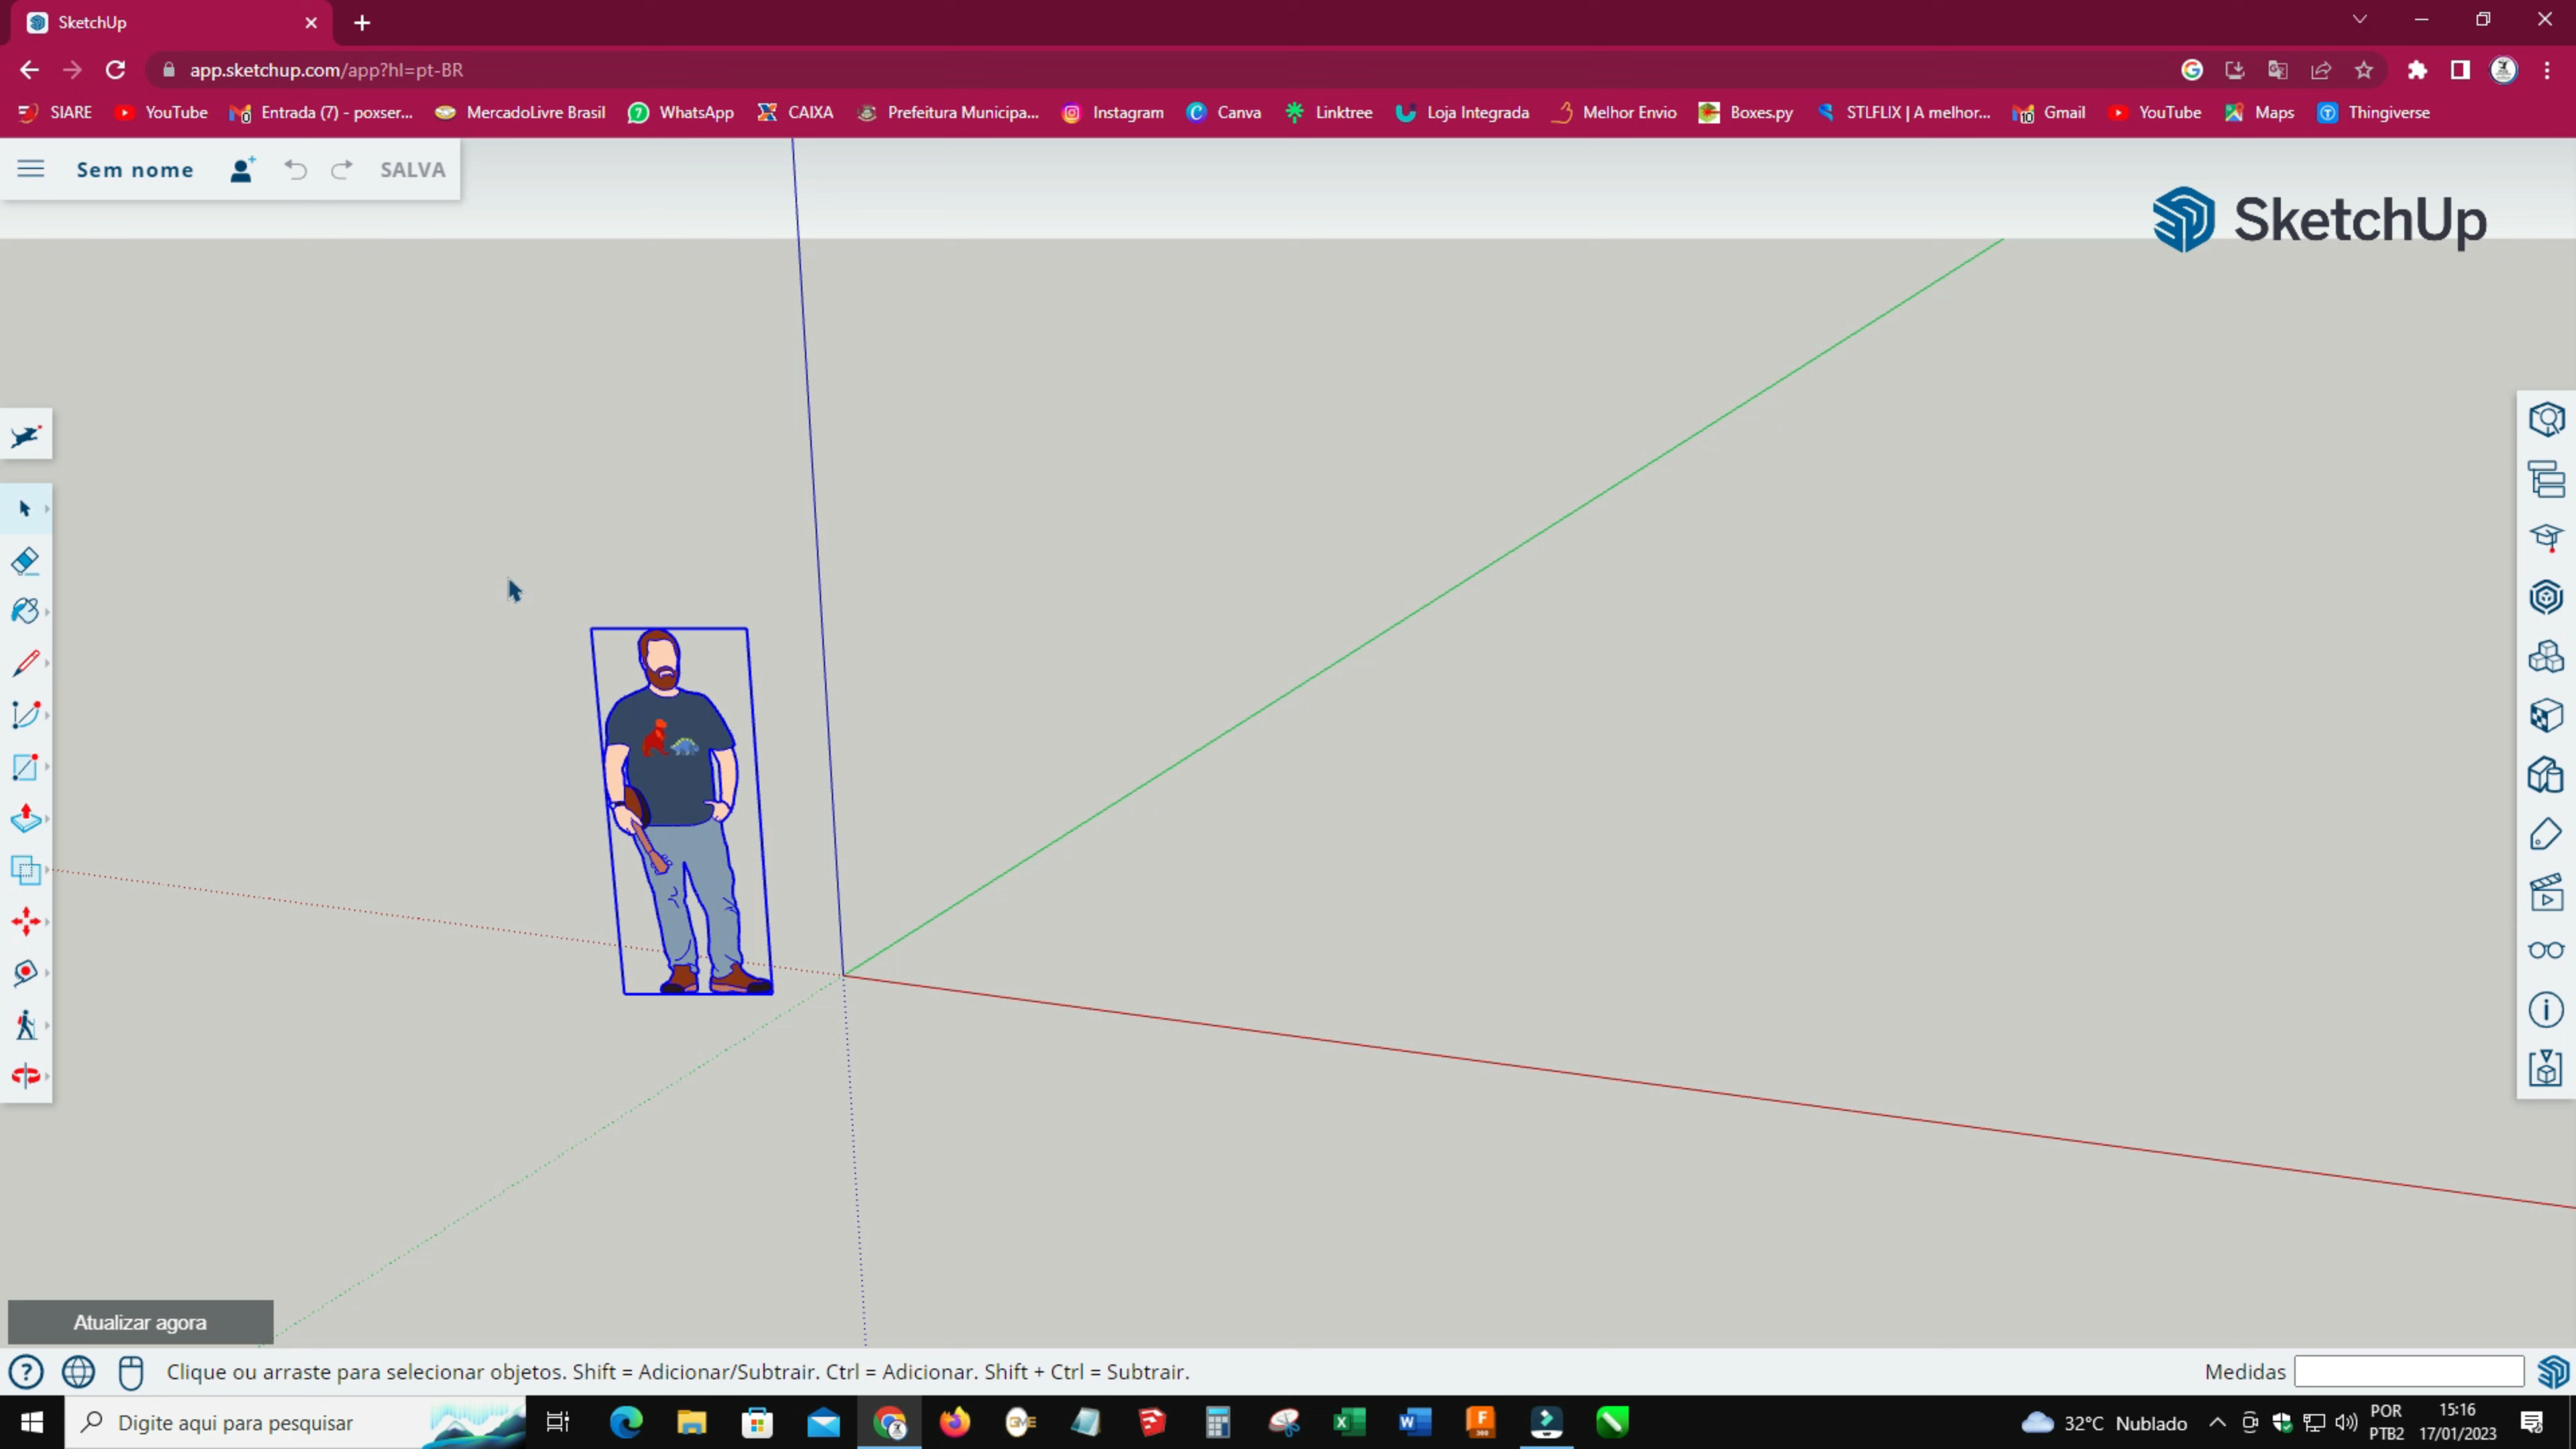 SketchUp
app.sketchup.com/app?hl=pt-BR
SIARE YouTube Entrada (7) - poxser... MercadoLivre Brasil WhatsApp CAIXA Prefeitura Municipa... Instagram Canva Linktree Loja Integrada Melhor Envio Boxes.py STLFLIX | A melhor... Gmail YouTube Maps Thingiverse
Sem nome SALVA
SketchUp
Atualizar agora
Clique ou arraste para selecionar objetos. Shift = Adicionar/Subtrair. Ctrl = Adicionar. Shift + Ctrl = Subtrair. Medidas
Digite aqui para pesquisar 32°C Nublado
POR 15:16
PTB2 17/01/2023